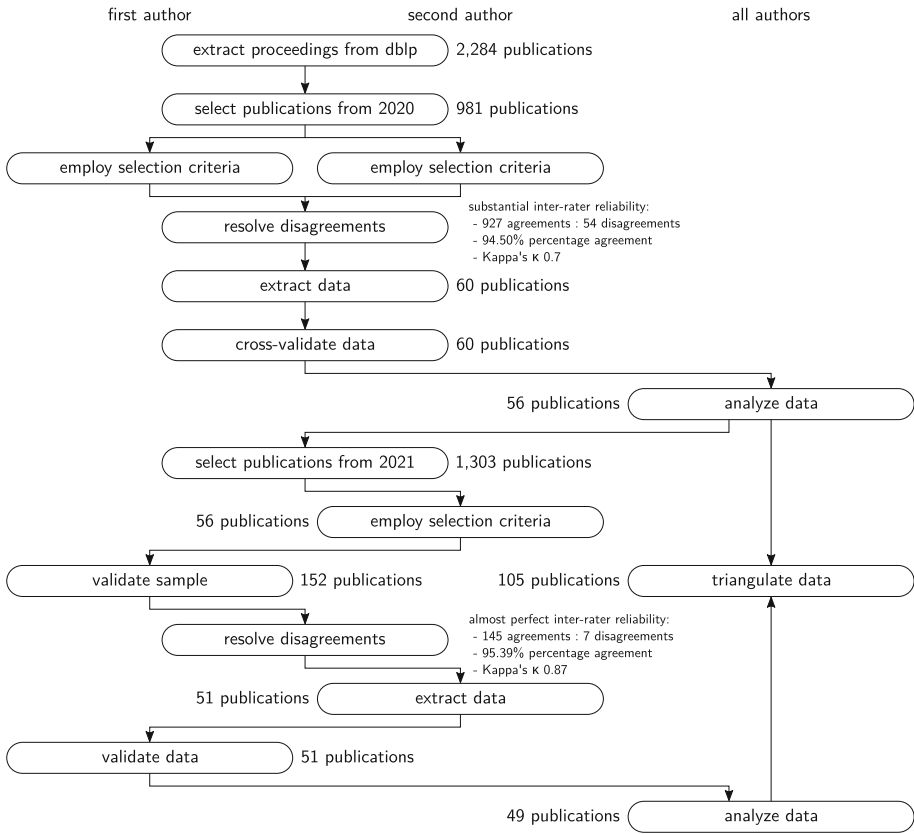 first author second author all authors
extract proceedings from dblp 2,284 publications
select publications from 2020 981 publications
employ selection criteria employ selection criteria
substantial inter-rater reliability:
- 927 agreements : 54 disagreements
- 94.50% percentage agreement
- Kappa's κ 0.7
resolve disagreements
extract data 60 publications
cross-validate data 60 publications
56 publications analyze data
select publications from 2021 1,303 publications
56 publications employ selection criteria
validate sample 152 publications 105 publications triangulate data
almost perfect inter-rater reliability:
- 145 agreements : 7 disagreements
- 95.39% percentage agreement
- Kappa's κ 0.87
resolve disagreements
51 publications extract data
validate data 51 publications
49 publications analyze data